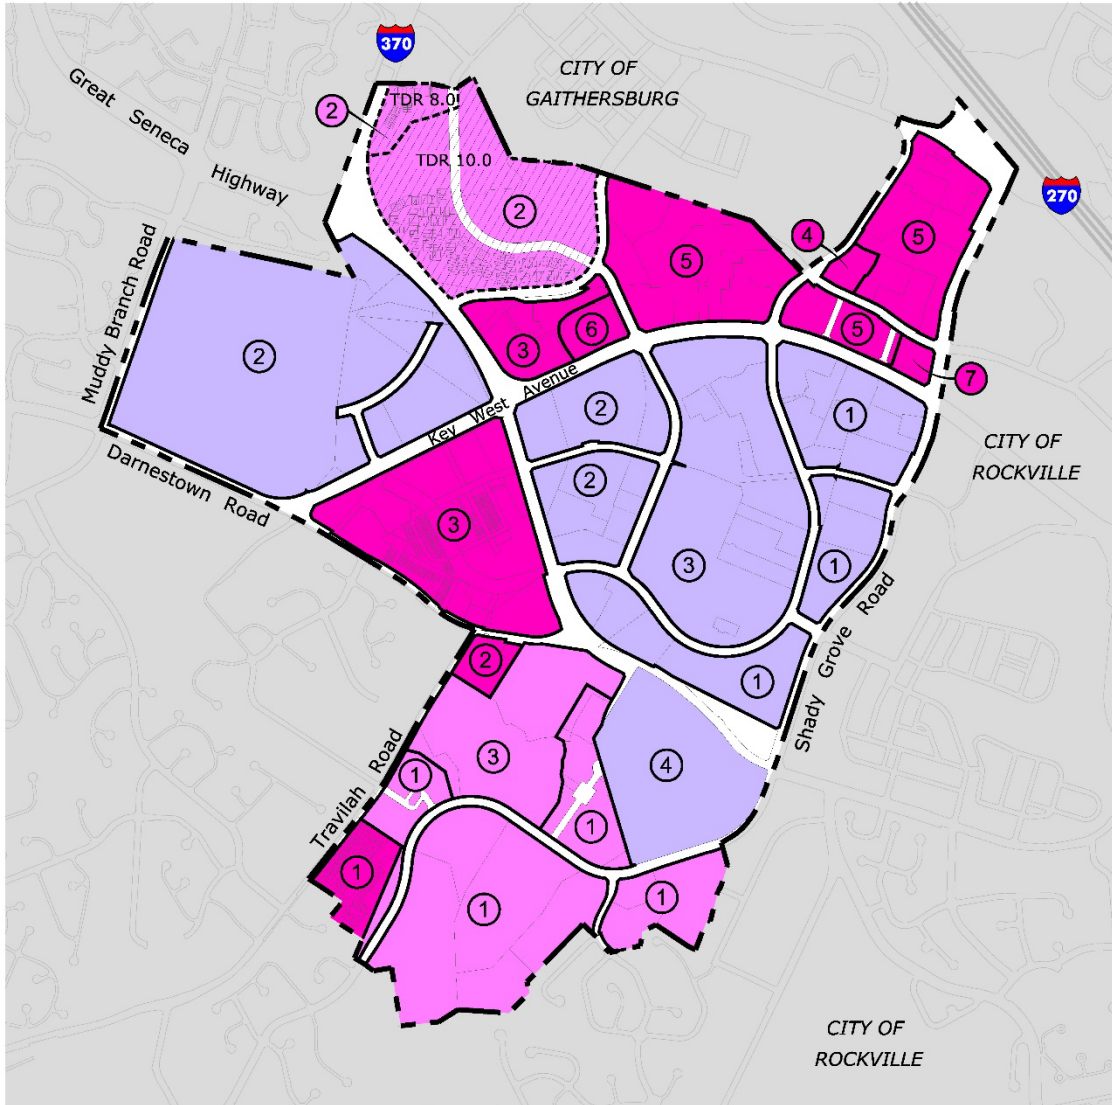 370
CITY OF
GAITHERSBURG
Great Seneca
Highway
TDR 8.0
2
TDR 10.0
270
2
4
5
5
Muddy Branch Road
6
5
3
2
7
Key West Avenue
2
1
CITY OF
ROCKVILLE
Darnestown Road
2
3
3
1
Shady Grove Road
2
1
3
4
Travilah Road
1
1
1
1
1
CITY OF
ROCKVILLE